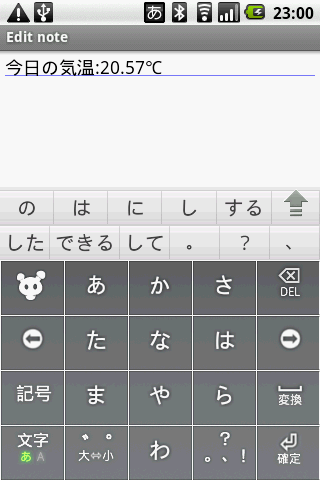 あ 23:00
Edit note
今日の気温:20.57℃
の は に し する
した できる して 。 ? 、
あ か さ DEL
た な は
記号 ま や ら 変換
文字 あ A 大⇔小 ゛゜ わ 。、?! 確定